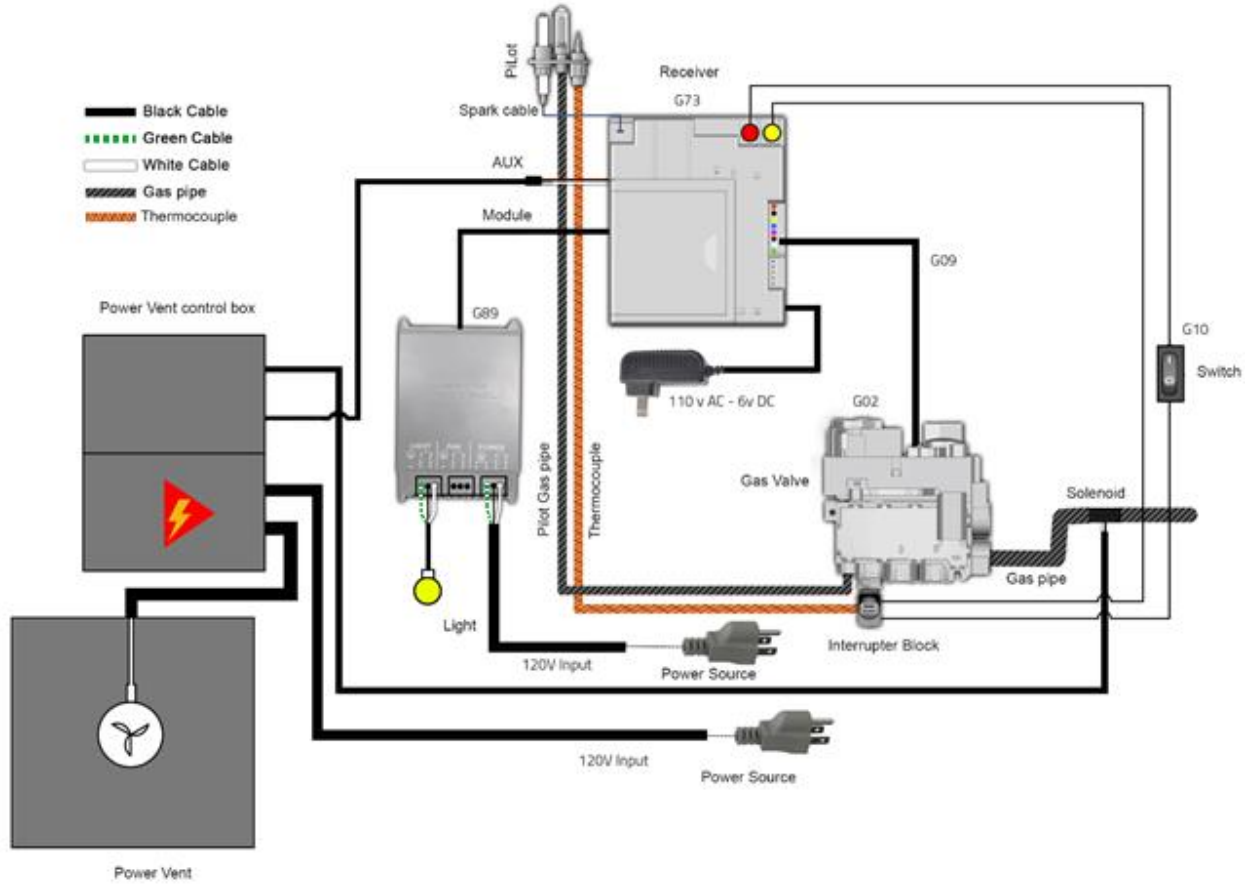 PiLot
Receiver
G73
Spark cable
Black Cable
Green Cable
White Cable
Gas pipe
Thermocouple
AUX
Module
G09
Power Vent control box
G89
G10
Switch
110 v AC - 6v DC
G02
Pilot Gas pipe
Thermocouple
Gas Valve
Solenoid
Gas pipe
Light
Interrupter Block
120V Input
Power Source
120V Input
Power Source
Power Vent